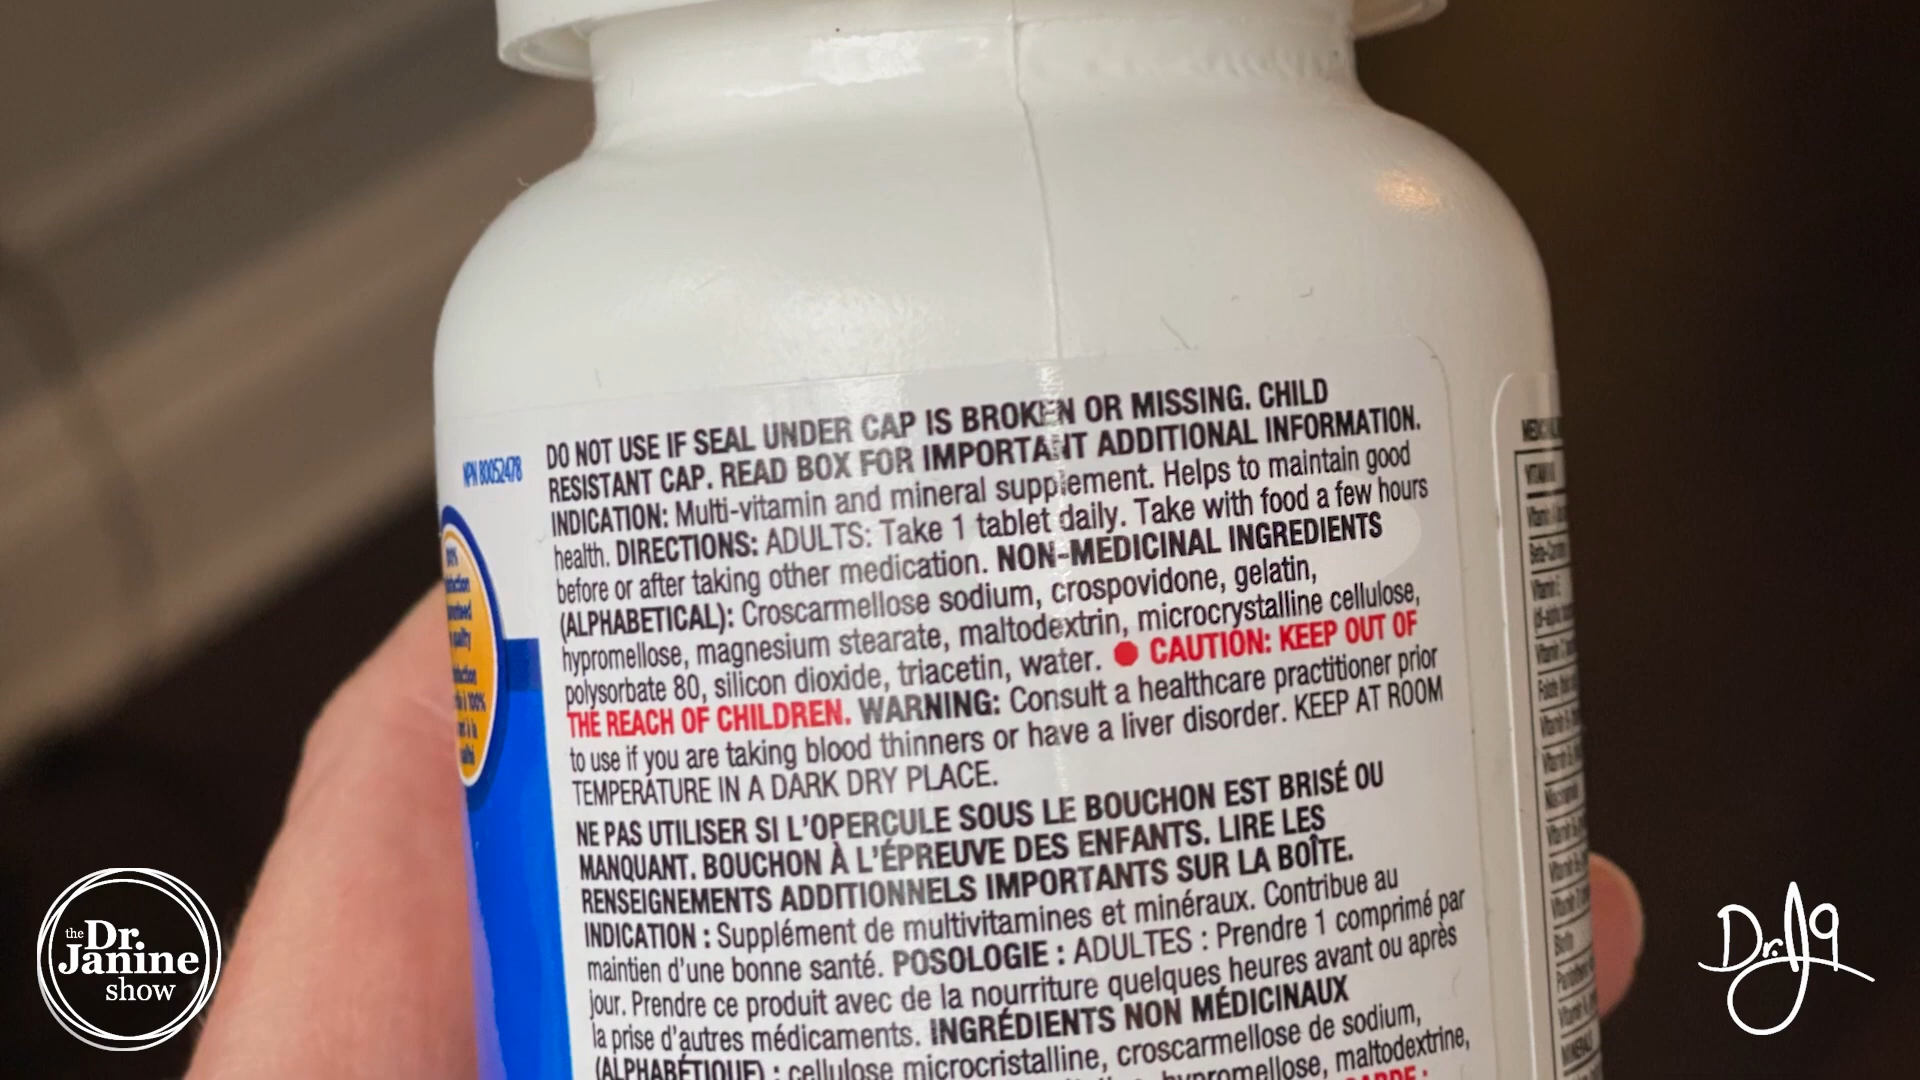 NPN 80052478
DO NOT USE IF SEAL UNDER CAP IS BROKEN OR MISSING. CHILD
RESISTANT CAP. READ BOX FOR IMPORTANT ADDITIONAL INFORMATION.
INDICATION: Multi-vitamin and mineral supplement. Helps to maintain good
health. DIRECTIONS: ADULTS: Take 1 tablet daily. Take with food a few hours
before or after taking other medication. NON-MEDICINAL INGREDIENTS
(ALPHABETICAL): Croscarmellose sodium, crospovidone, gelatin,
hypromellose, magnesium stearate, maltodextrin, microcrystalline cellulose,
polysorbate 80, silicon dioxide, triacetin, water. ● CAUTION: KEEP OUT OF
THE REACH OF CHILDREN. WARNING: Consult a healthcare practitioner prior
to use if you are taking blood thinners or have a liver disorder. KEEP AT ROOM
TEMPERATURE IN A DARK DRY PLACE.
NE PAS UTILISER SI L'OPERCULE SOUS LE BOUCHON EST BRISÉ OU
MANQUANT. BOUCHON À L'ÉPREUVE DES ENFANTS. LIRE LES
RENSEIGNEMENTS ADDITIONNELS IMPORTANTS SUR LA BOÎTE.
INDICATION : Supplément de multivitamines et minéraux. Contribue au
maintien d'une bonne santé. POSOLOGIE : ADULTES : Prendre 1 comprimé par
jour. Prendre ce produit avec de la nourriture quelques heures avant ou après
la prise d'autres médicaments. INGRÉDIENTS NON MÉDICINAUX
(ALPHABÉTIQUE) : cellulose microcristalline, croscarmellose de sodium,
hypromellose, maltodextrine,
the
Dr.
Janine
show
Dr. J9